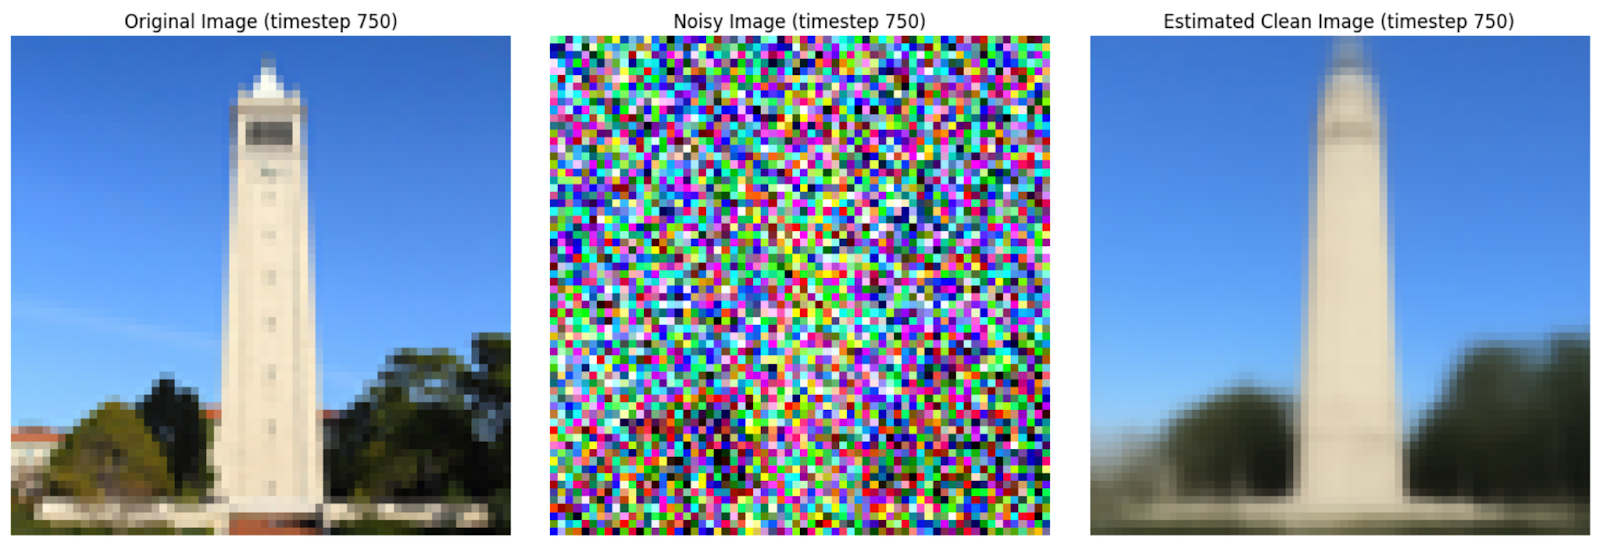 Original Image (timestep 750)
Noisy Image (timestep 750)
Estimated Clean Image (timestep 750)